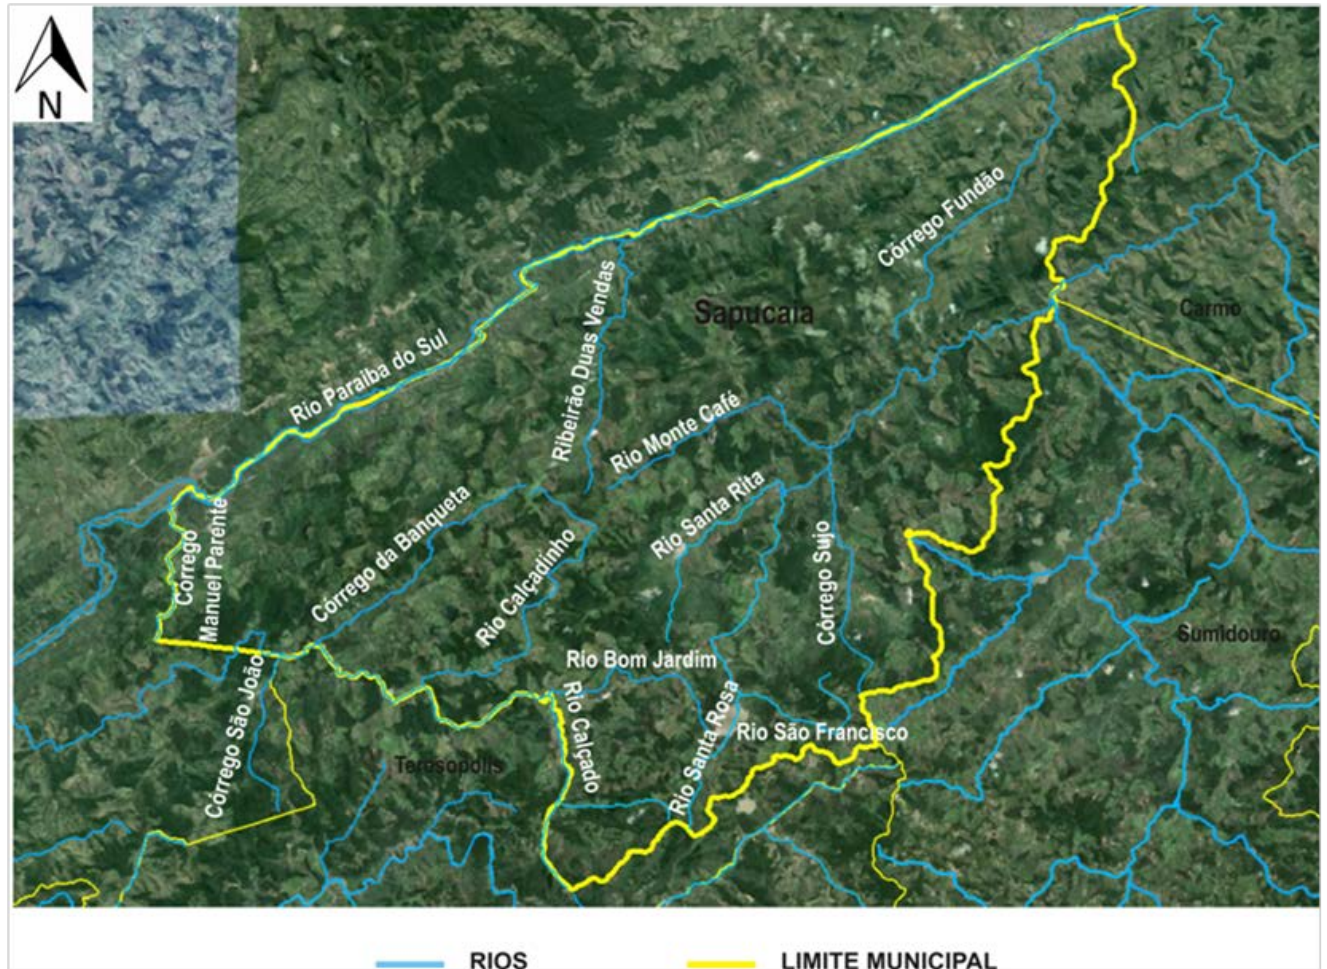 N
Córrego Fundão
Ribeirão Duas Vendas
Sapucaia
Carmo
Rio Paraiba do Sul
Rio Monte Café
Rio Santa Rita
Córrego da Banqueta
Córrego
Manuel Parente
Rio Calçadinho
Córrego Sujo
Sumidouro
Rio Bom Jardim
Córrego São João
Rio Calçado
Rio Santa Rosa
Rio São Francisco
Teresopolis
RIOS
LIMITE MUNICIPAL